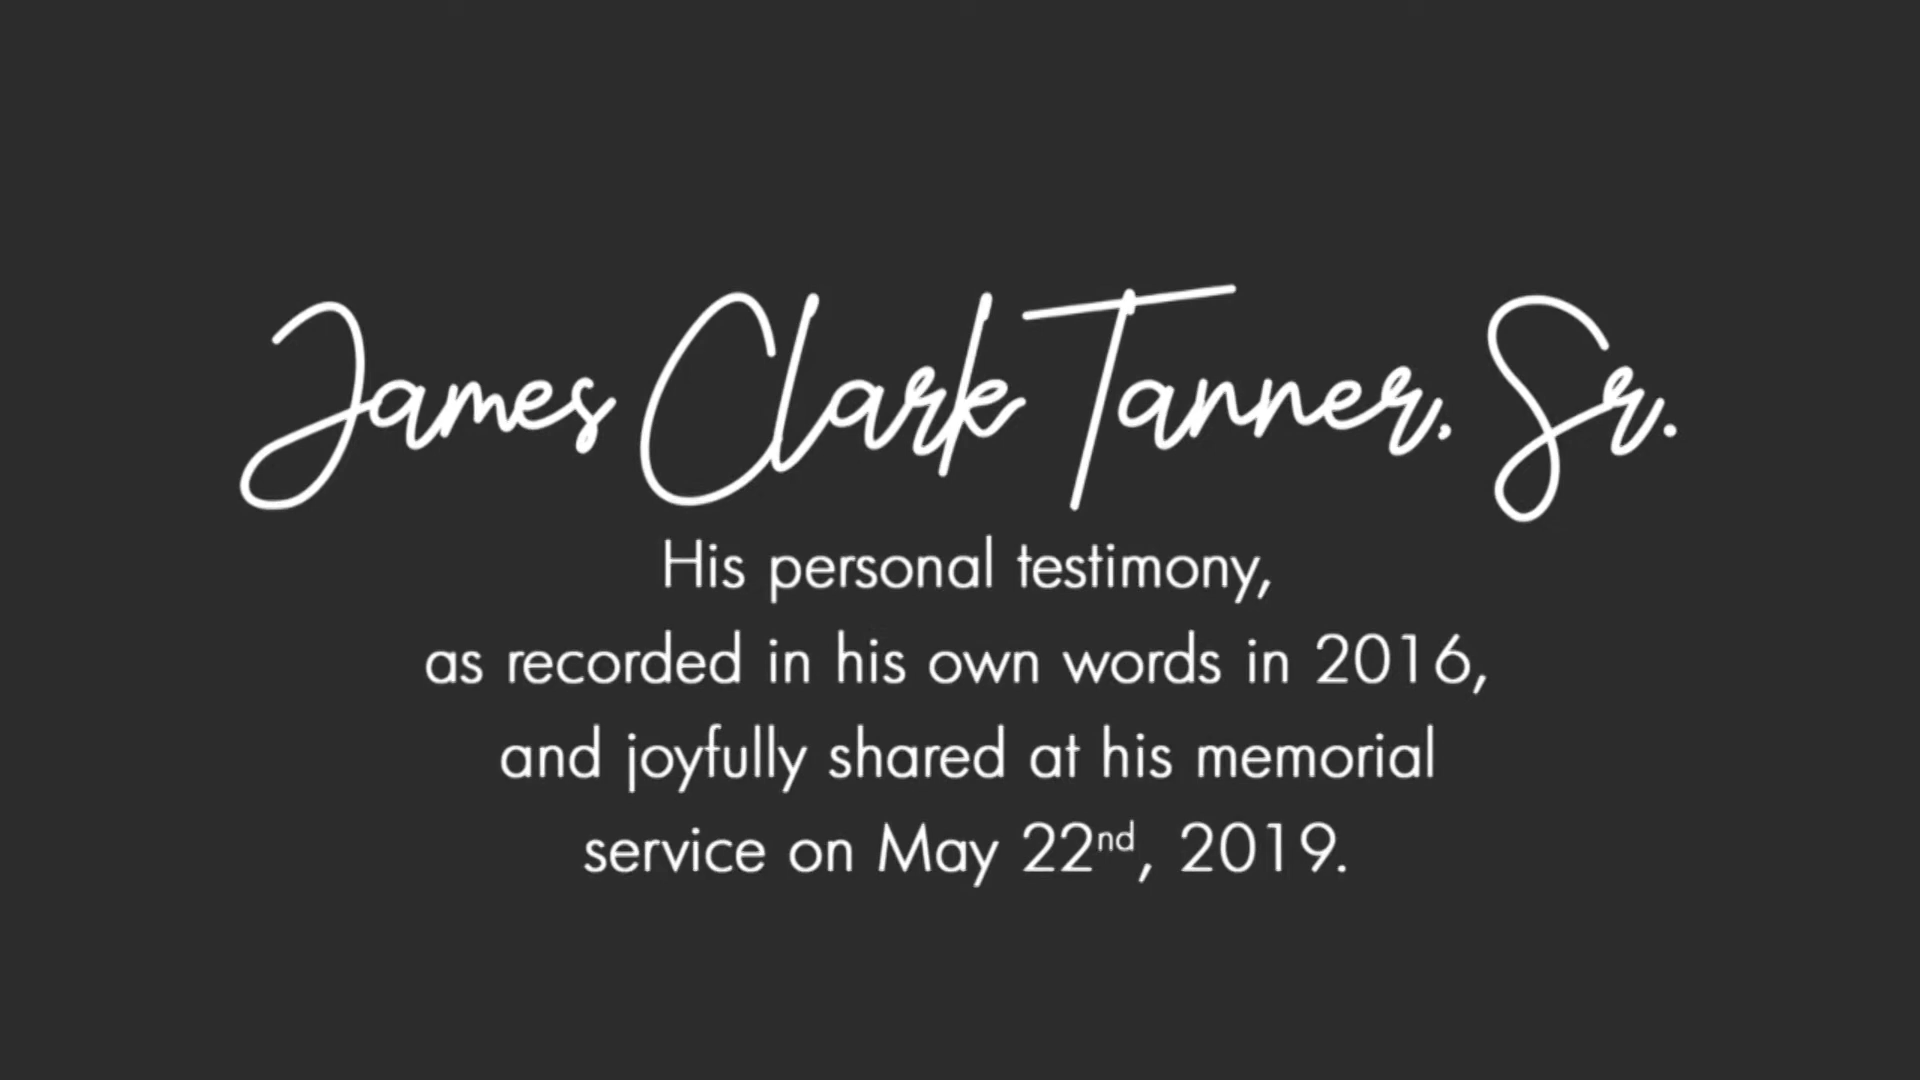 James Clark Tanner, Sr.
His personal testimony,
as recorded in his own words in 2016,
and joyfully shared at his memorial
service on May 22nd, 2019.